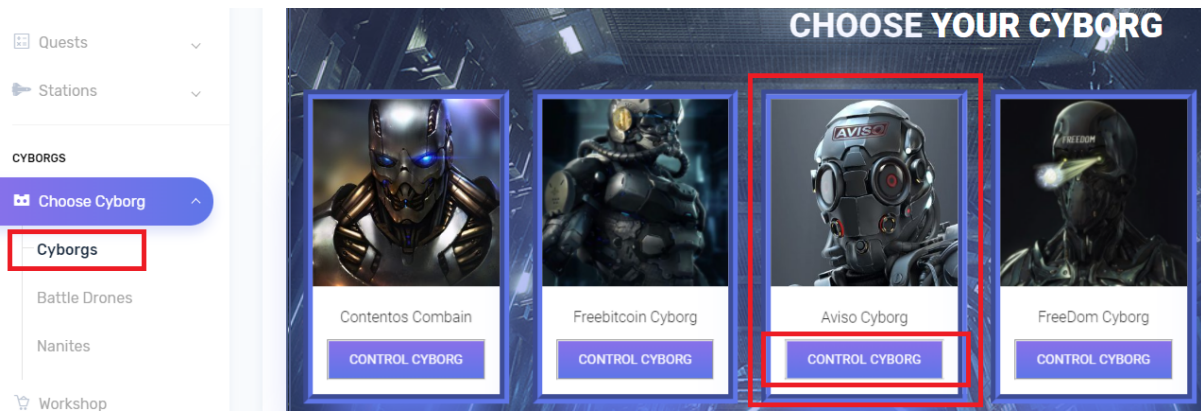 Quests
Stations
CYBORGS
Choose Cyborg
Cyborgs
Battle Drones
Nanites
Workshop
CHOOSE YOUR CYBORG
AVISO
FREEDOM
Contentos Combain
Freebitcoin Cyborg
Aviso Cyborg
FreeDom Cyborg
CONTROL CYBORG
CONTROL CYBORG
CONTROL CYBORG
CONTROL CYBORG